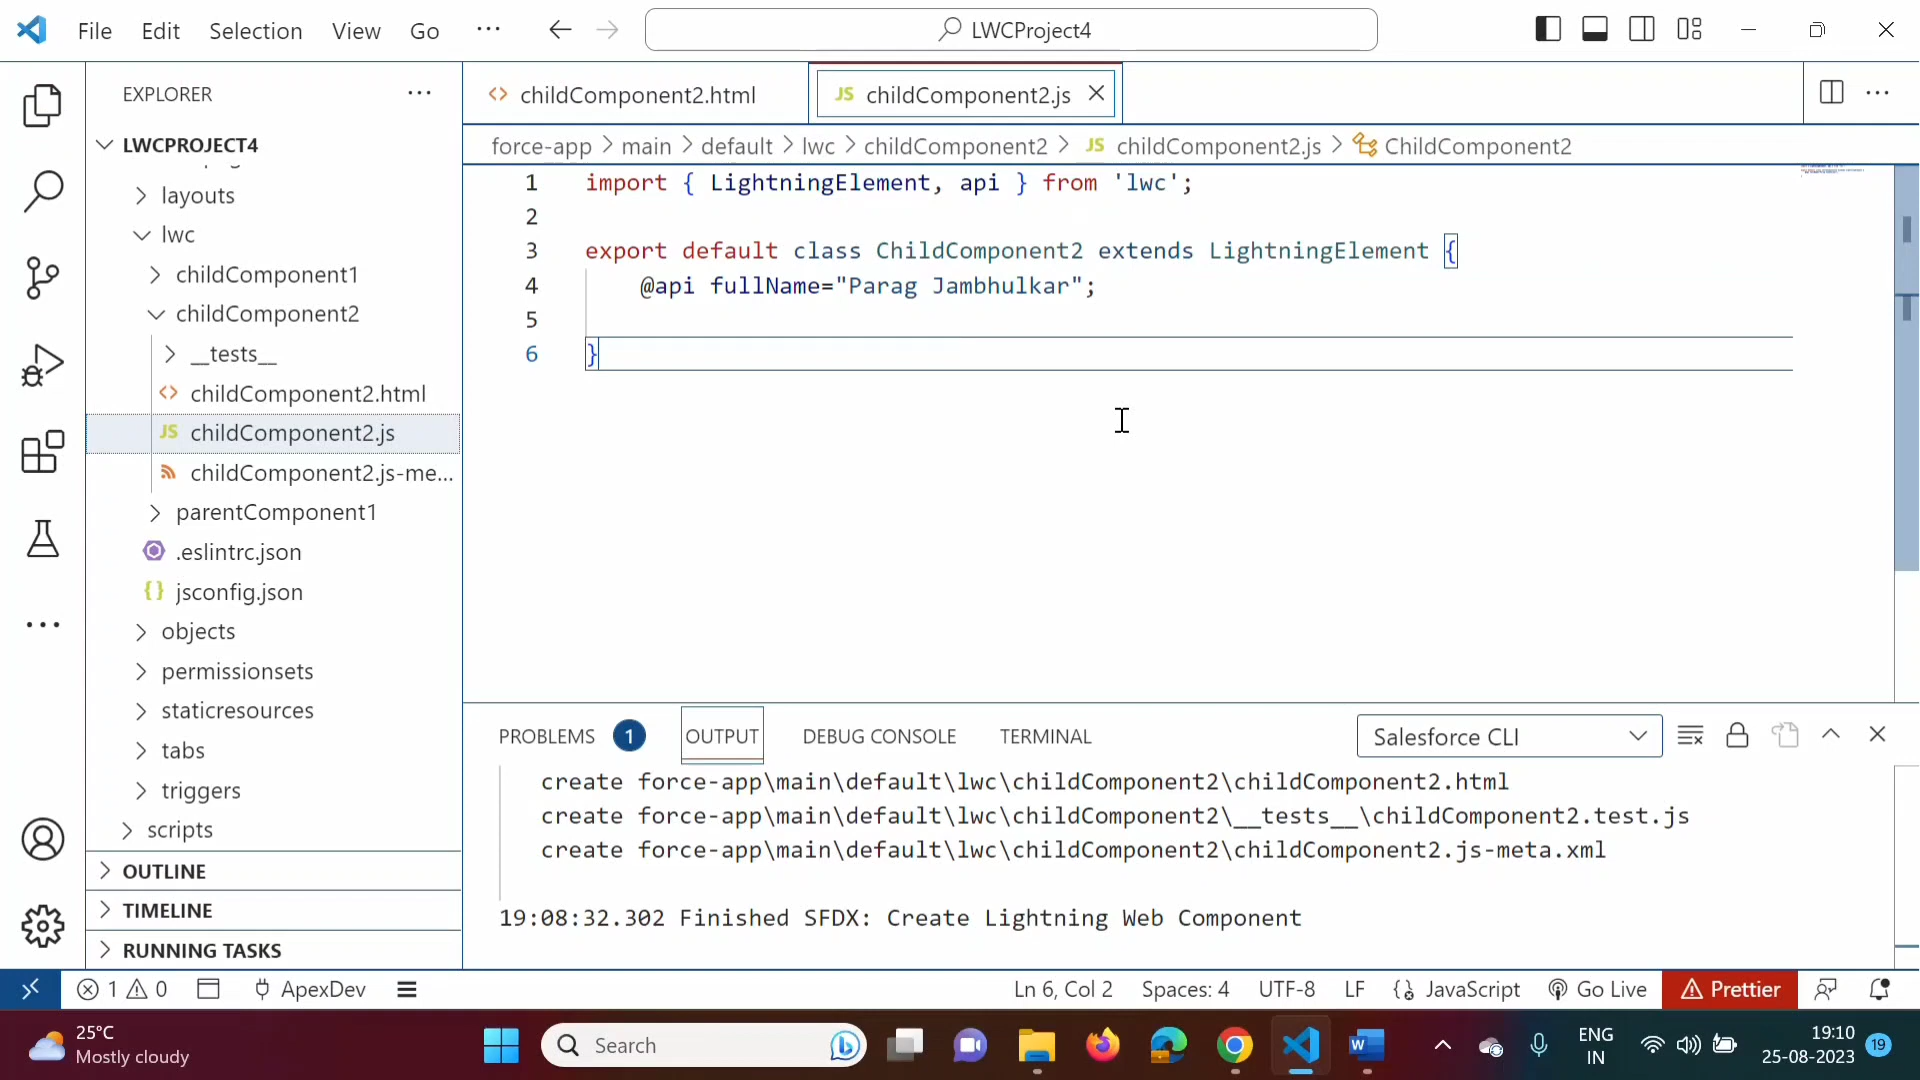 File Edit Selection View Go ··· LWCProject4
EXPLORER ···
LWCPROJECT4
layouts
lwc
childComponent1
childComponent2
__tests__
childComponent2.html
childComponent2.js
childComponent2.js-me...
parentComponent1
.eslintrc.json
jsconfig.json
objects
permissionsets
staticresources
tabs
triggers
scripts
OUTLINE
TIMELINE
RUNNING TASKS
childComponent2.html JS childComponent2.js
force-app > main > default > lwc > childComponent2 > JS childComponent2.js > ChildComponent2
1 import { LightningElement, api } from 'lwc';
2
3 export default class ChildComponent2 extends LightningElement {
4 @api fullName="Parag Jambhulkar";
5
6 }
PROBLEMS 1 OUTPUT DEBUG CONSOLE TERMINAL Salesforce CLI
create force-app\main\default\lwc\childComponent2\childComponent2.html
create force-app\main\default\lwc\childComponent2\__tests__\childComponent2.test.js
create force-app\main\default\lwc\childComponent2\childComponent2.js-meta.xml
19:08:32.302 Finished SFDX: Create Lightning Web Component
1 0 ApexDev Ln 6, Col 2 Spaces: 4 UTF-8 LF JavaScript Go Live Prettier
25°C
Mostly cloudy
Search
ENG
IN
19:10
25-08-2023
19